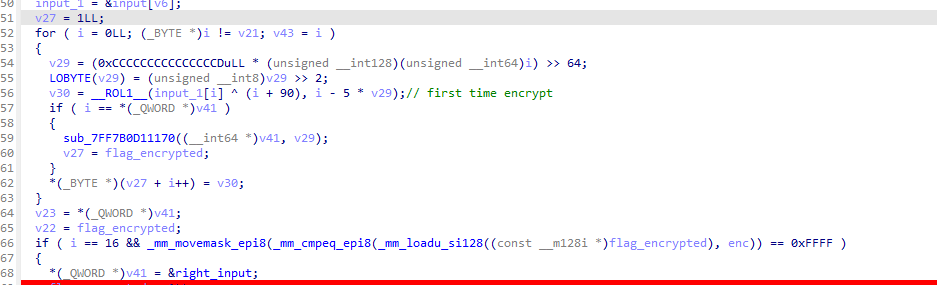 50 input_1 = &input[v6];
51 v27 = 1LL;
52 for ( i = 0LL; (_BYTE *)i != v21; v43 = i )
53 {
54 v29 = (0xCCCCCCCCCCCCCCCDuLL * (unsigned __int128)(unsigned __int64)i) >> 64;
55 LOBYTE(v29) = (unsigned __int8)v29 >> 2;
56 v30 = __ROL1__(input_1[i] ^ (i + 90), i - 5 * v29);// first time encrypt
57 if ( i == *(_QWORD *)v41 )
58 {
59 sub_7FF7B0D11170((__int64 *)v41, v29);
60 v27 = flag_encrypted;
61 }
62 *(_BYTE *)(v27 + i++) = v30;
63 }
64 v23 = *(_QWORD *)v41;
65 v22 = flag_encrypted;
66 if ( i == 16 && _mm_movemask_epi8(_mm_cmpeq_epi8(_mm_loadu_si128((const __m128i *)flag_encrypted), enc)) == 0xFFFF )
67 {
68 *(_QWORD *)v41 = &right_input;